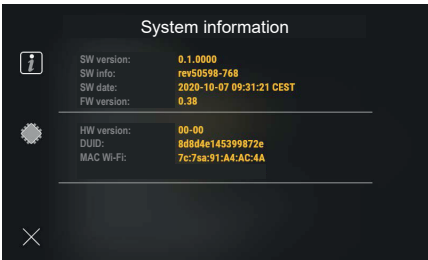 System information
SW version: 0.1.0000
SW info: rev50598-768
SW date: 2020-10-07 09:31:21 CEST
FW version: 0.38
HW version: 00-00
DUID: 8d8d4e145399872e
MAC Wi-Fi: 7c:7sa:91:A4:AC:4A